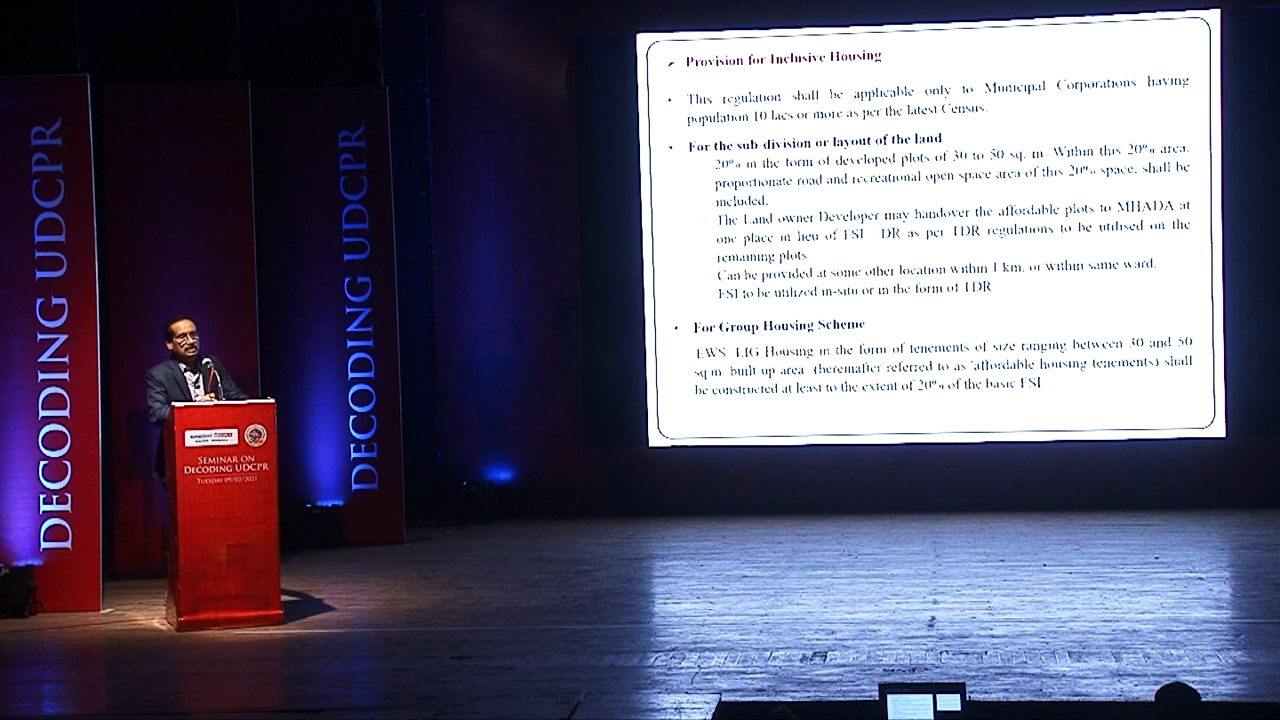 DECODING UDCPR
DECODING UDCPR
SEMINAR ON
DECODING UDCPR
TUESDAY 09/03/2021
Provision for Inclusive Housing
This regulation shall be applicable only to Municipal Corporations having
population 10 lacs or more as per the latest Census.
For the sub division or layout of the land
20% in the form of developed plots of 30 to 50 sq. m. Within this 20% area,
proportionate road and recreational open space area of this 20% space, shall be
included.
The Land owner Developer may handover the affordable plots to MHADA at
one place in lieu of FSI TDR as per TDR regulations to be utilised on the
remaining plots
Can be provided at some other location within 1 km. or within same ward.
FSI to be utilized in-situ or in the form of TDR
For Group Housing Scheme
EWS LIG Housing in the form of tenements of size ranging between 30 and 50
sq.m. built up area (hereinafter referred to as 'affordable housing tenements) shall
be constructed at least to the extent of 20% of the basic FSI